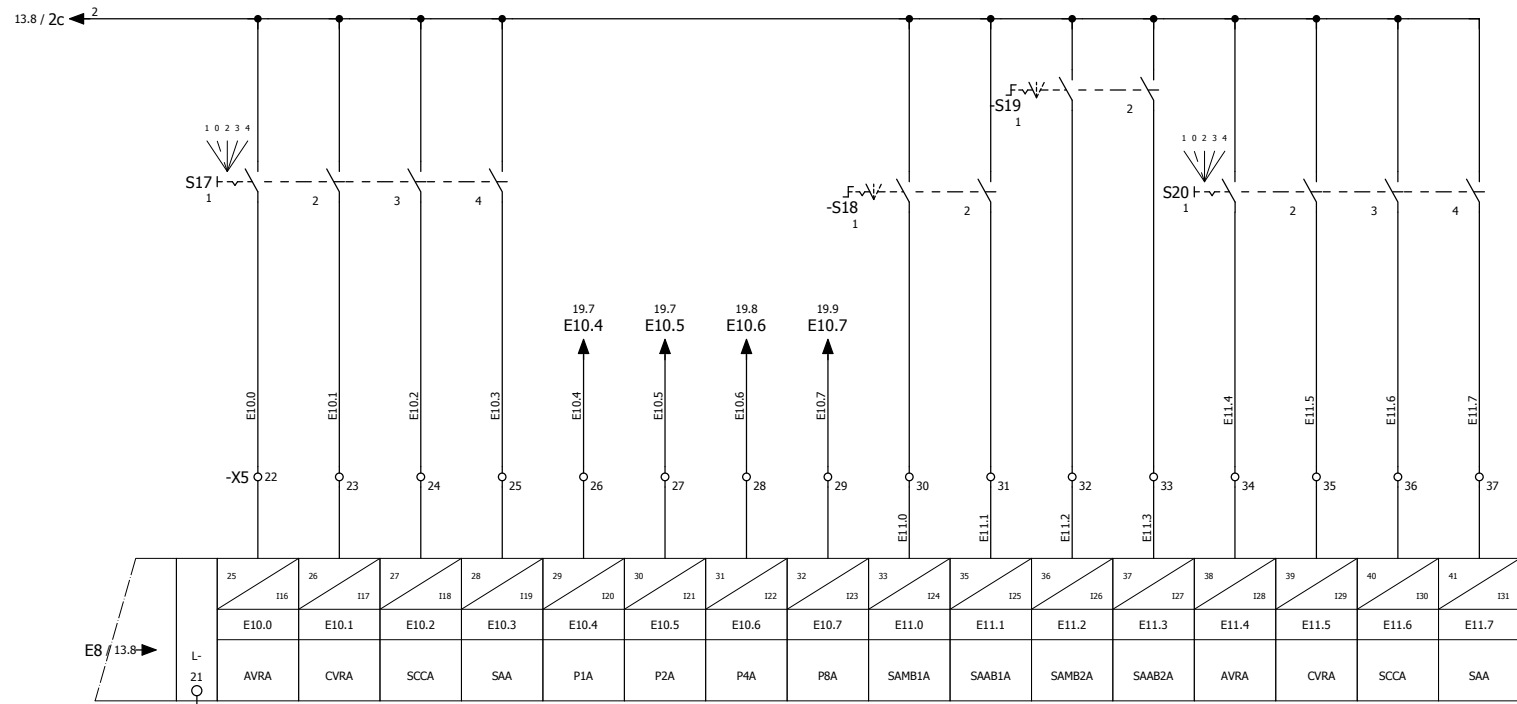 13.8 / 2c 2
-S19
1
2
1 0 2 3 4
1 0 2 3 4
S17
1
2
3
4
-S18
1
2
S20
1
2
3
4
19.7
E10.4
19.7
E10.5
19.8
E10.6
19.9
E10.7
E10.0
E10.1
E10.2
E10.3
E10.4
E10.5
E10.6
E10.7
E11.4
E11.5
E11.6
E11.7
-X5 22 23 24 25 26 27 28 29 30 31 32 33 34 35 36 37
E11.0
E11.1
E11.2
E11.3
25 26 27 28 29 30 31 32 33 35 36 37 38 39 40 41
I16 I17 I18 I19 I20 I21 I22 I23 I24 I25 I26 I27 I28 I29 I30 I31
E10.0 E10.1 E10.2 E10.3 E10.4 E10.5 E10.6 E10.7 E11.0 E11.1 E11.2 E11.3 E11.4 E11.5 E11.6 E11.7
E8 / 13.8
L-
21
AVRA CVRA SCCA SAA P1A P2A P4A P8A SAMB1A SAAB1A SAMB2A SAAB2A AVRA CVRA SCCA SAA